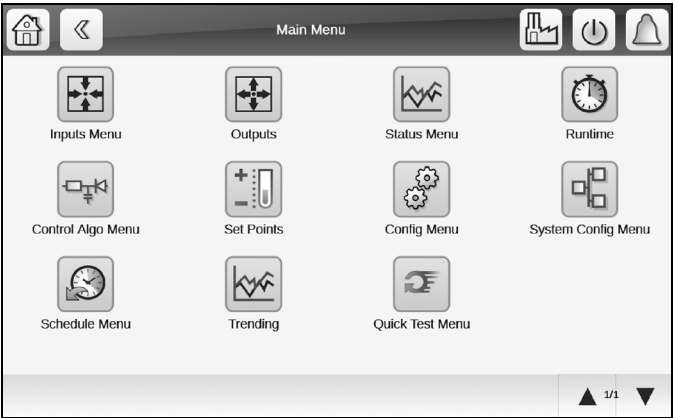 Main Menu
Inputs Menu
Outputs
Status Menu
Runtime
Control Algo Menu
Set Points
Config Menu
System Config Menu
Schedule Menu
Trending
Quick Test Menu
1/1